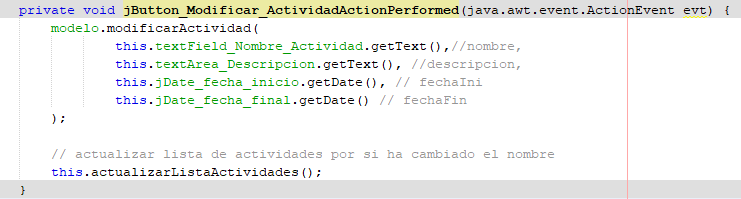 private void jButton_Modificar_ActividadActionPerformed(java.awt.event.ActionEvent evt) {
modelo.modificarActividad(
this.textField_Nombre_Actividad.getText(),//nombre,
this.textArea_Descripcion.getText(), //descripcion,
this.jDate_fecha_inicio.getDate(), // fechaIni
this.jDate_fecha_final.getDate() // fechaFin
);
// actualizar lista de actividades por si ha cambiado el nombre
this.actualizarListaActividades();
}